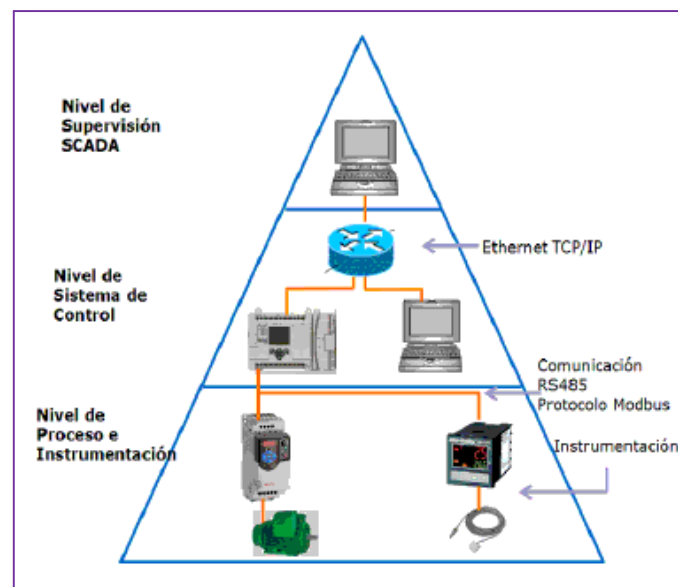 Nivel de
Supervisión
SCADA
Ethernet TCP/IP
Nivel de
Sistema de
Control
Comunicación
RS485
Protocolo Modbus
Nivel de
Proceso e
Instrumentación
Instrumentación